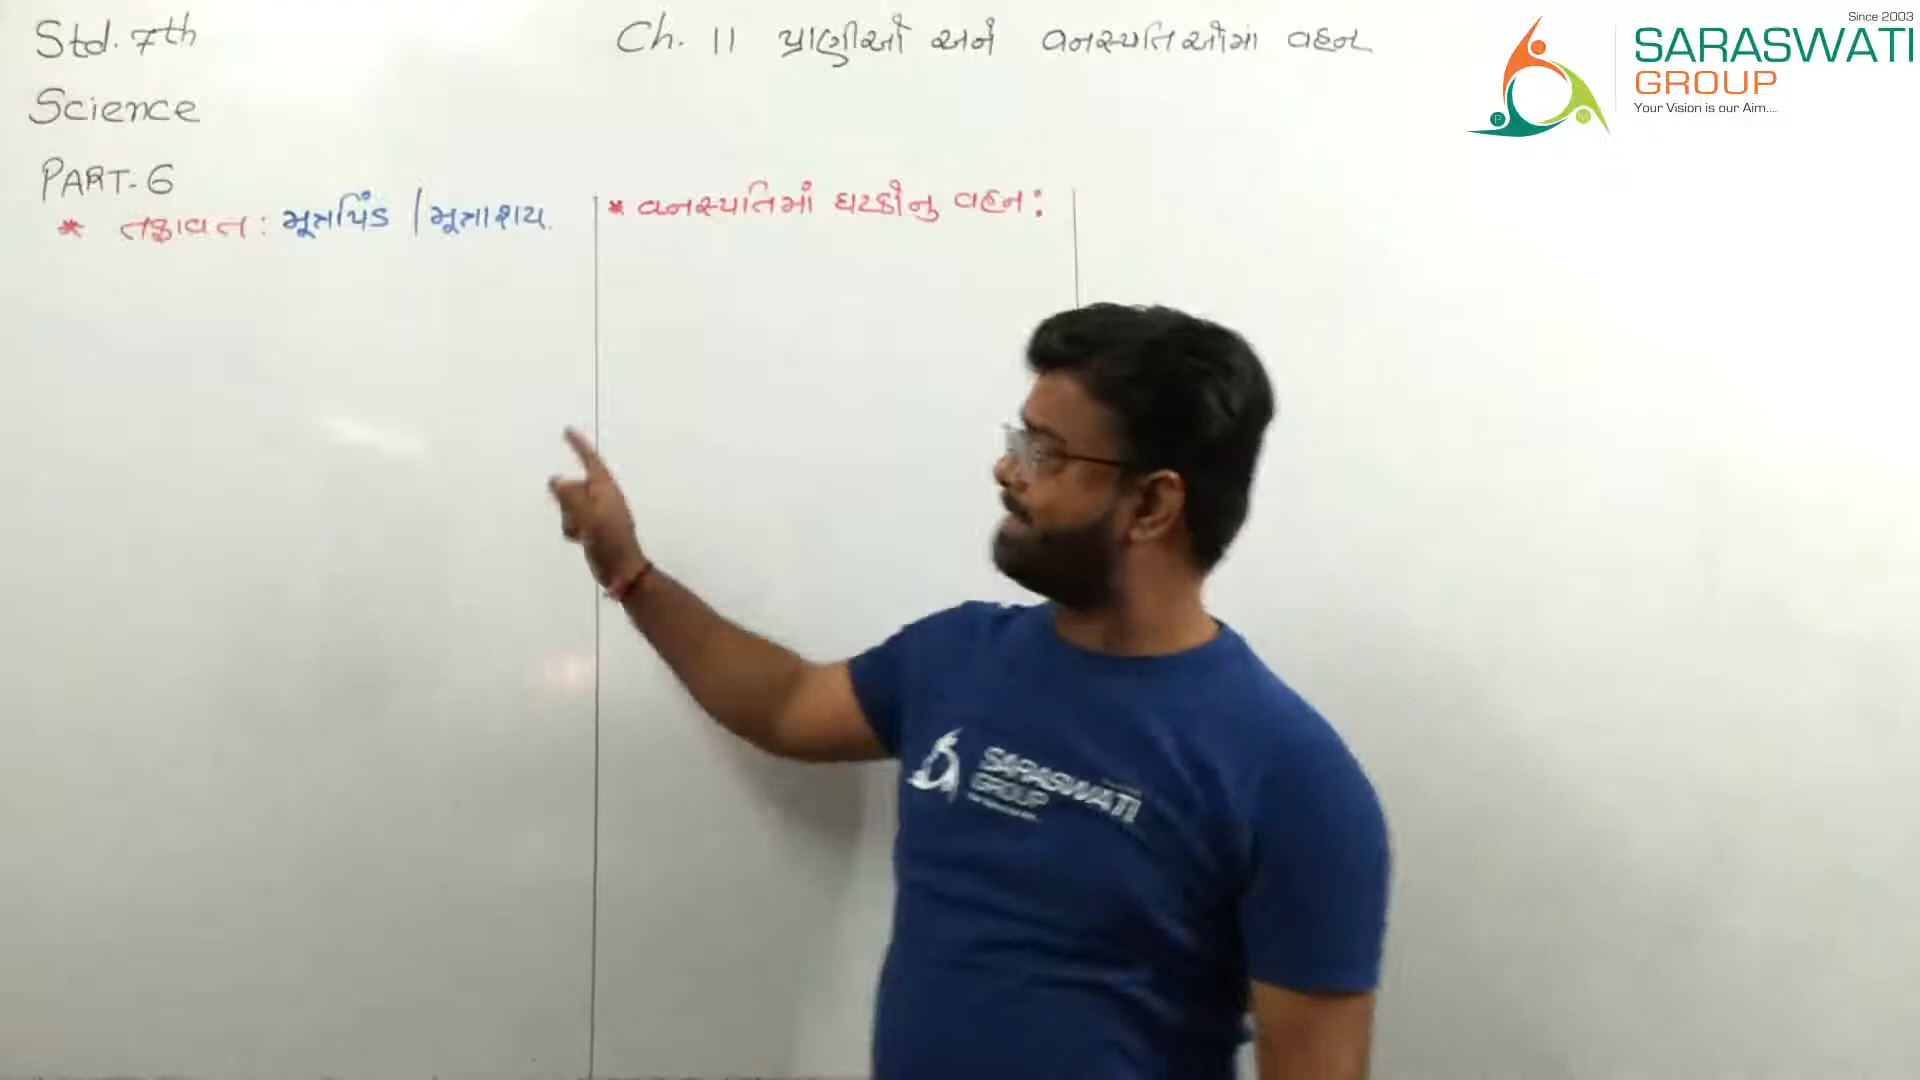 Std. 7th
Ch. 11 પ્રાણીઓ અને વનસ્પતિઓમાં વહન
Science
PART-6
* તફાવત : મૂત્રપિંડ / મૂત્રાશય.
* વનસ્પતિમાં ઘટકોનુ વહન :
Since 2003
SARASWATI
GROUP
Your Vision is our Aim....
SARASWATI
GROUP